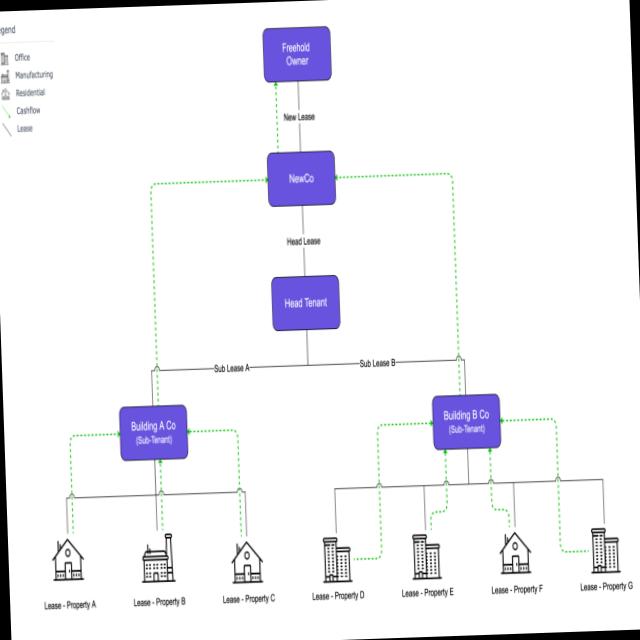 egend
Office
Manufacturing
Residential
Cashflow
Lease
Freehold
Owner
New Lease
NewCo
Head Lease
Head Tenant
Sub Lease A
Sub Lease B
Building A Co
(Sub-Tenant)
Building B Co
(Sub-Tenant)
Lease - Property A
Lease - Property B
Lease - Property C
Lease - Property D
Lease - Property E
Lease - Property F
Lease - Property G